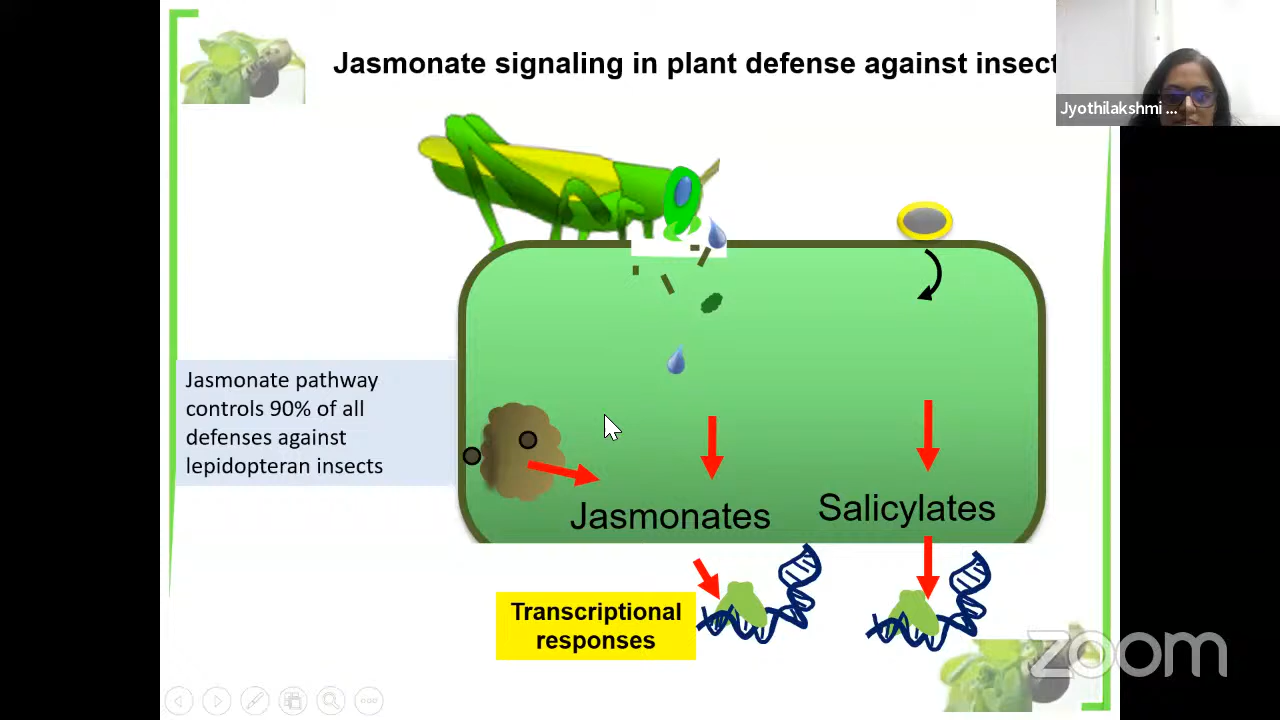 Jasmonate signaling in plant defense against insect
Jyothilakshmi ...
Jasmonate pathway
controls 90% of all
defenses against
lepidopteran insects
Jasmonates
Salicylates
Transcriptional
responses
zoom